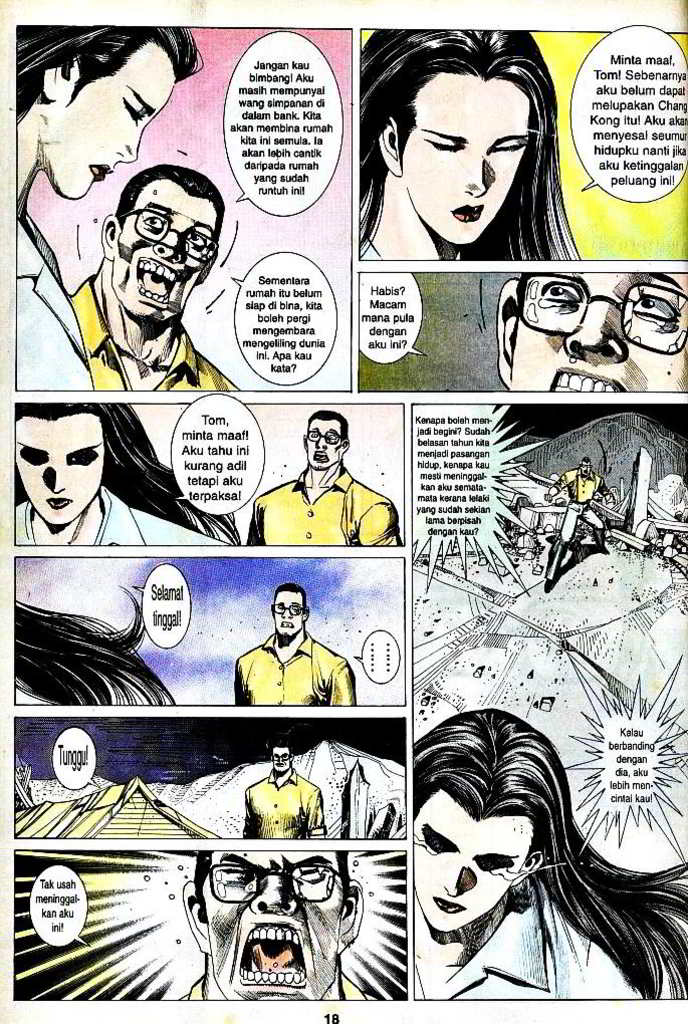 Jangan kau
bimbang! Aku
masih mempunyai
wang simpanan di
dalam bank. Kita
akan membina rumah
kita ini semula. Ia
akan lebih cantik
daripada rumah
yang sudah
runtuh ini!
Sementara
rumah itu belum
siap di bina, kita
boleh pergi
mengembara
mengeliling dunia
ini. Apa kau
kata?
Minta maaf,
Tom! Sebenarnya
aku belum dapat
melupakan Chang
Kong itu! Aku akan
menyesal seumur
hidupku nanti jika
aku ketinggalan
peluang ini!
Habis?
Macam
mana pula
dengan
aku ini?
Tom,
minta maaf!
Aku tahu ini
kurang adil
tetapi aku
terpaksa!
Selamat
tinggal!
Tunggu!
Tak usah
meninggal-
kan aku
ini!
Kenapa boleh men-
jadi begini? Sudah
belasan tahun kita
menjadi pasangan
hidup, kenapa kau
mesti meninggal-
kan aku semata-
mata kerana lelaki
yang sudah sekian
lama berpisah
dengan kau?
Kalau
berbanding
dengan
dia, aku
lebih men-
cintai kau!
18